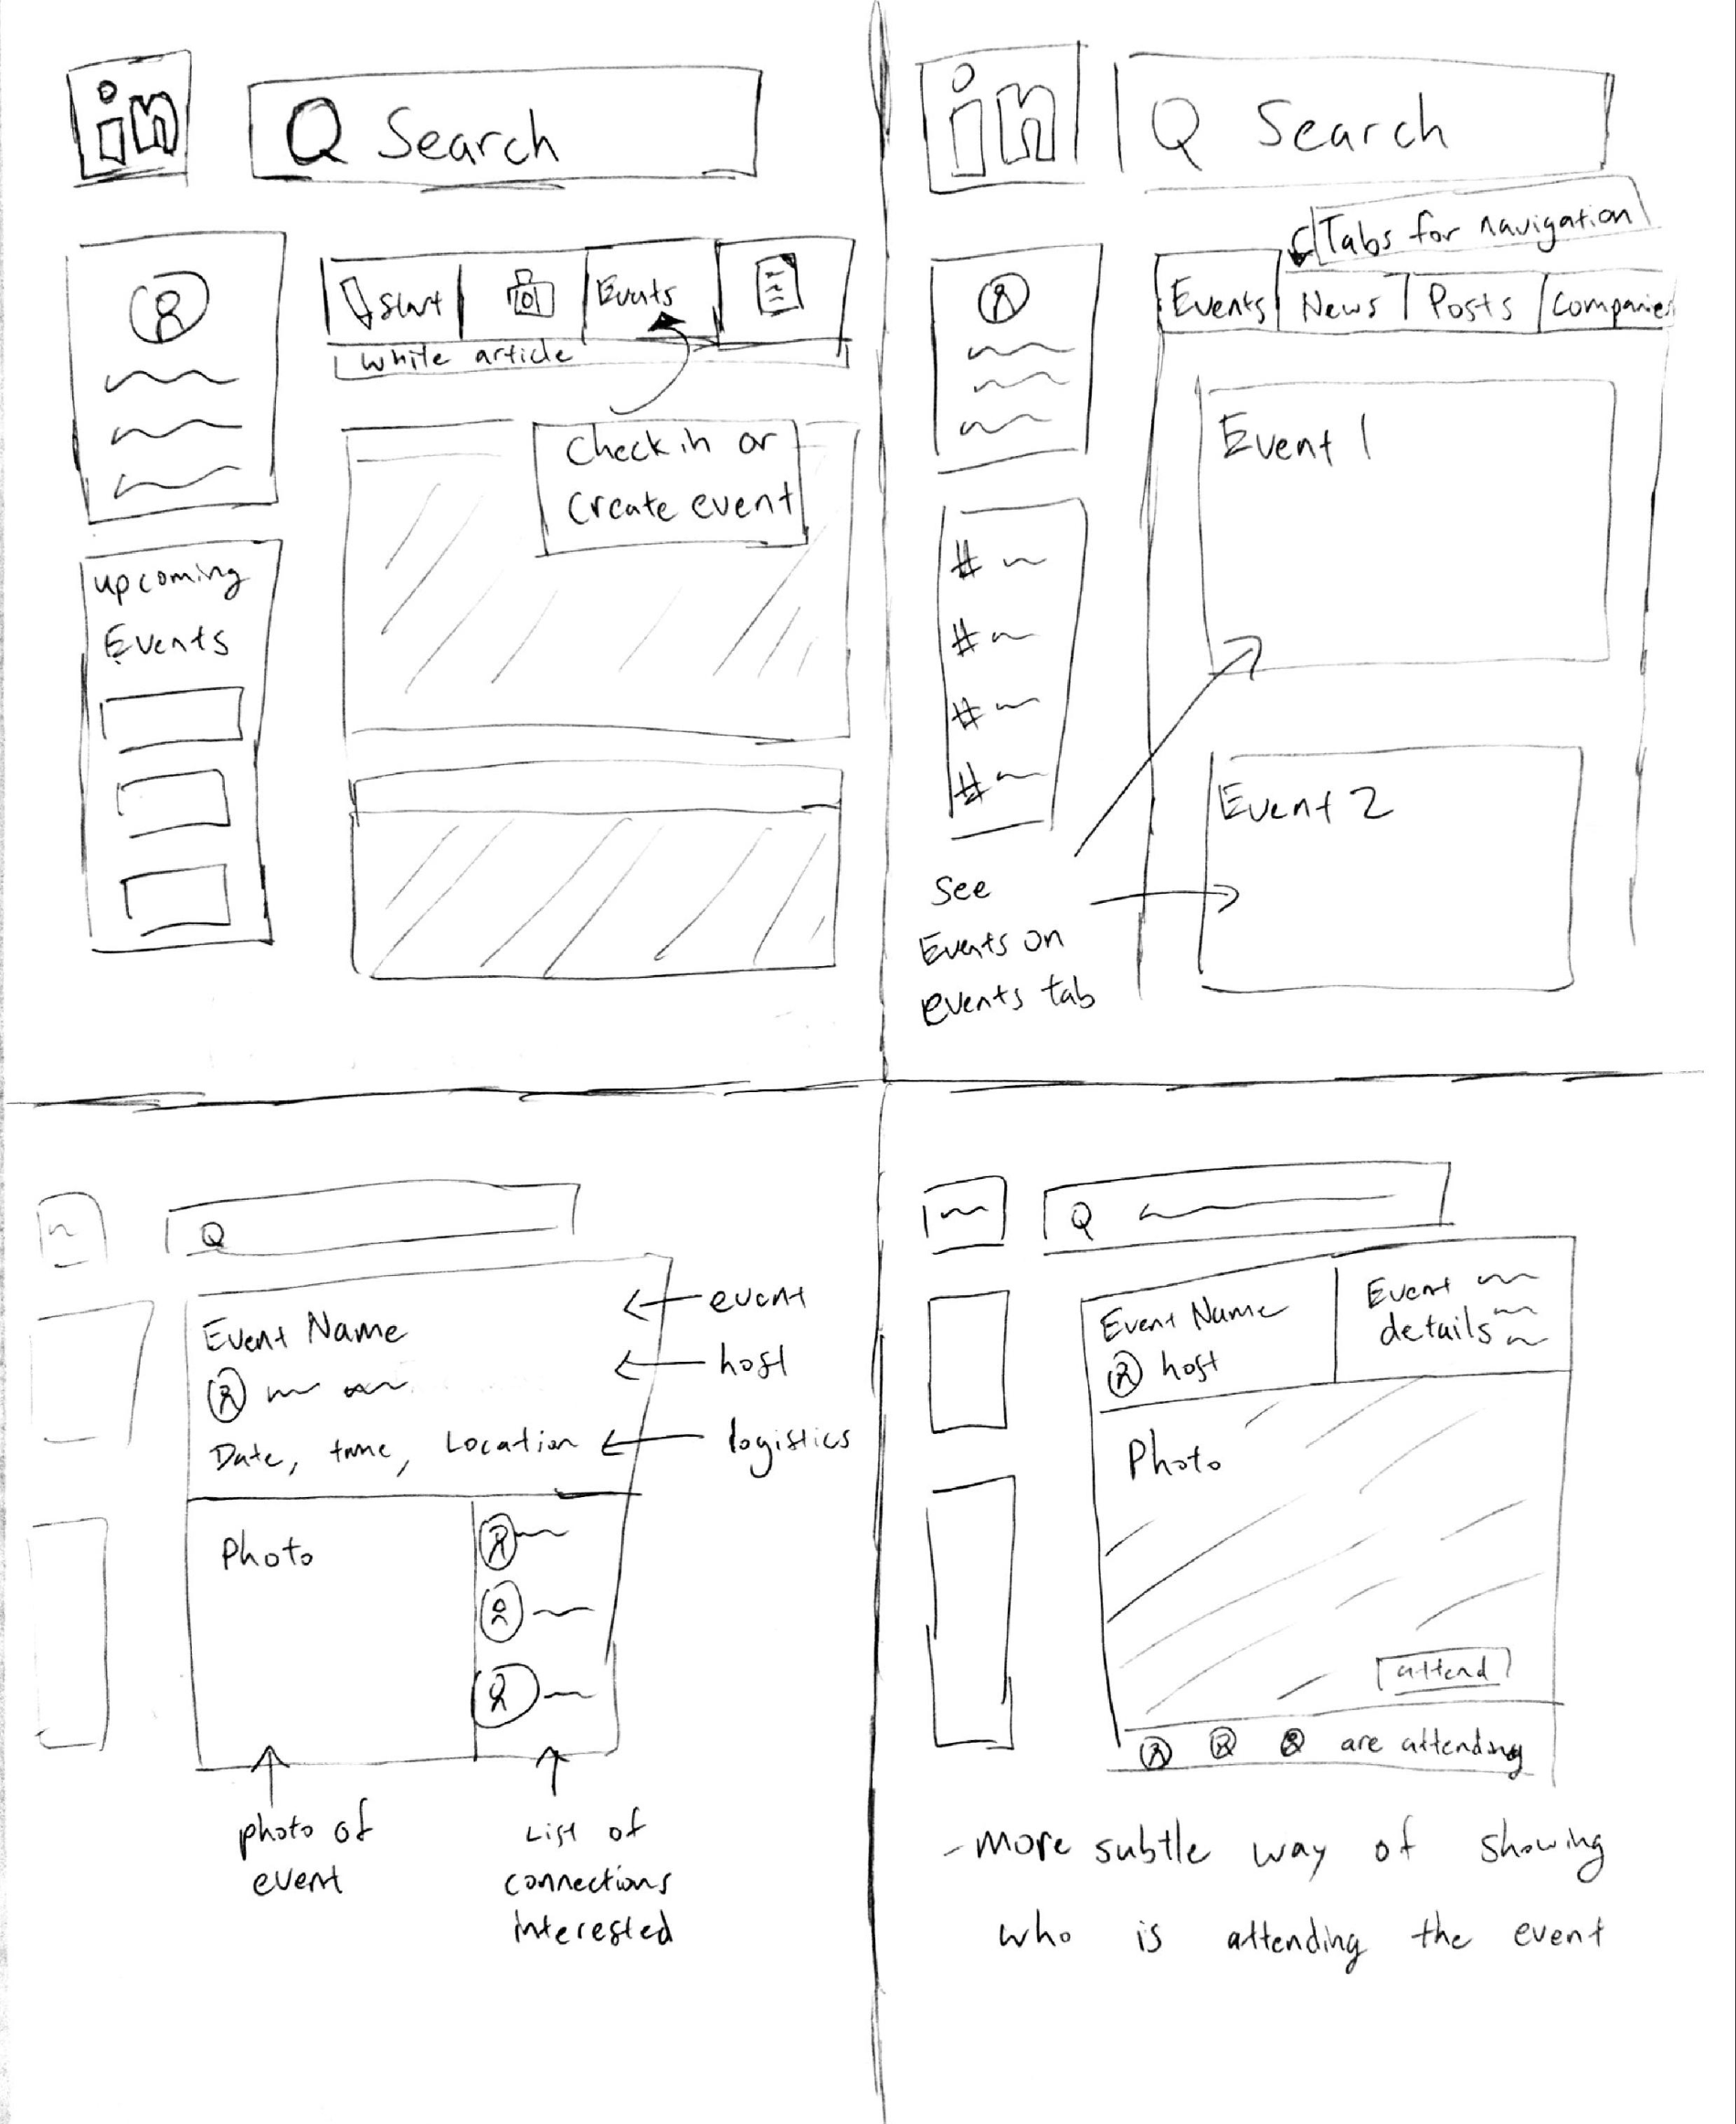 in
Search
Start
Events
write article
Check in or
Create event
upcoming
Events
in
Search
Tabs for navigation
Events
News
Posts
Companies
Event 1
#
#
#
#
Event 2
See
Events on
events tab
Event Name
Date, time, Location
event
host
logistics
Photo
photo of
event
List of
connections
interested
Event Name
host
Event
details
Photo
attend
are attending
- More subtle way of showing
who is attending the event